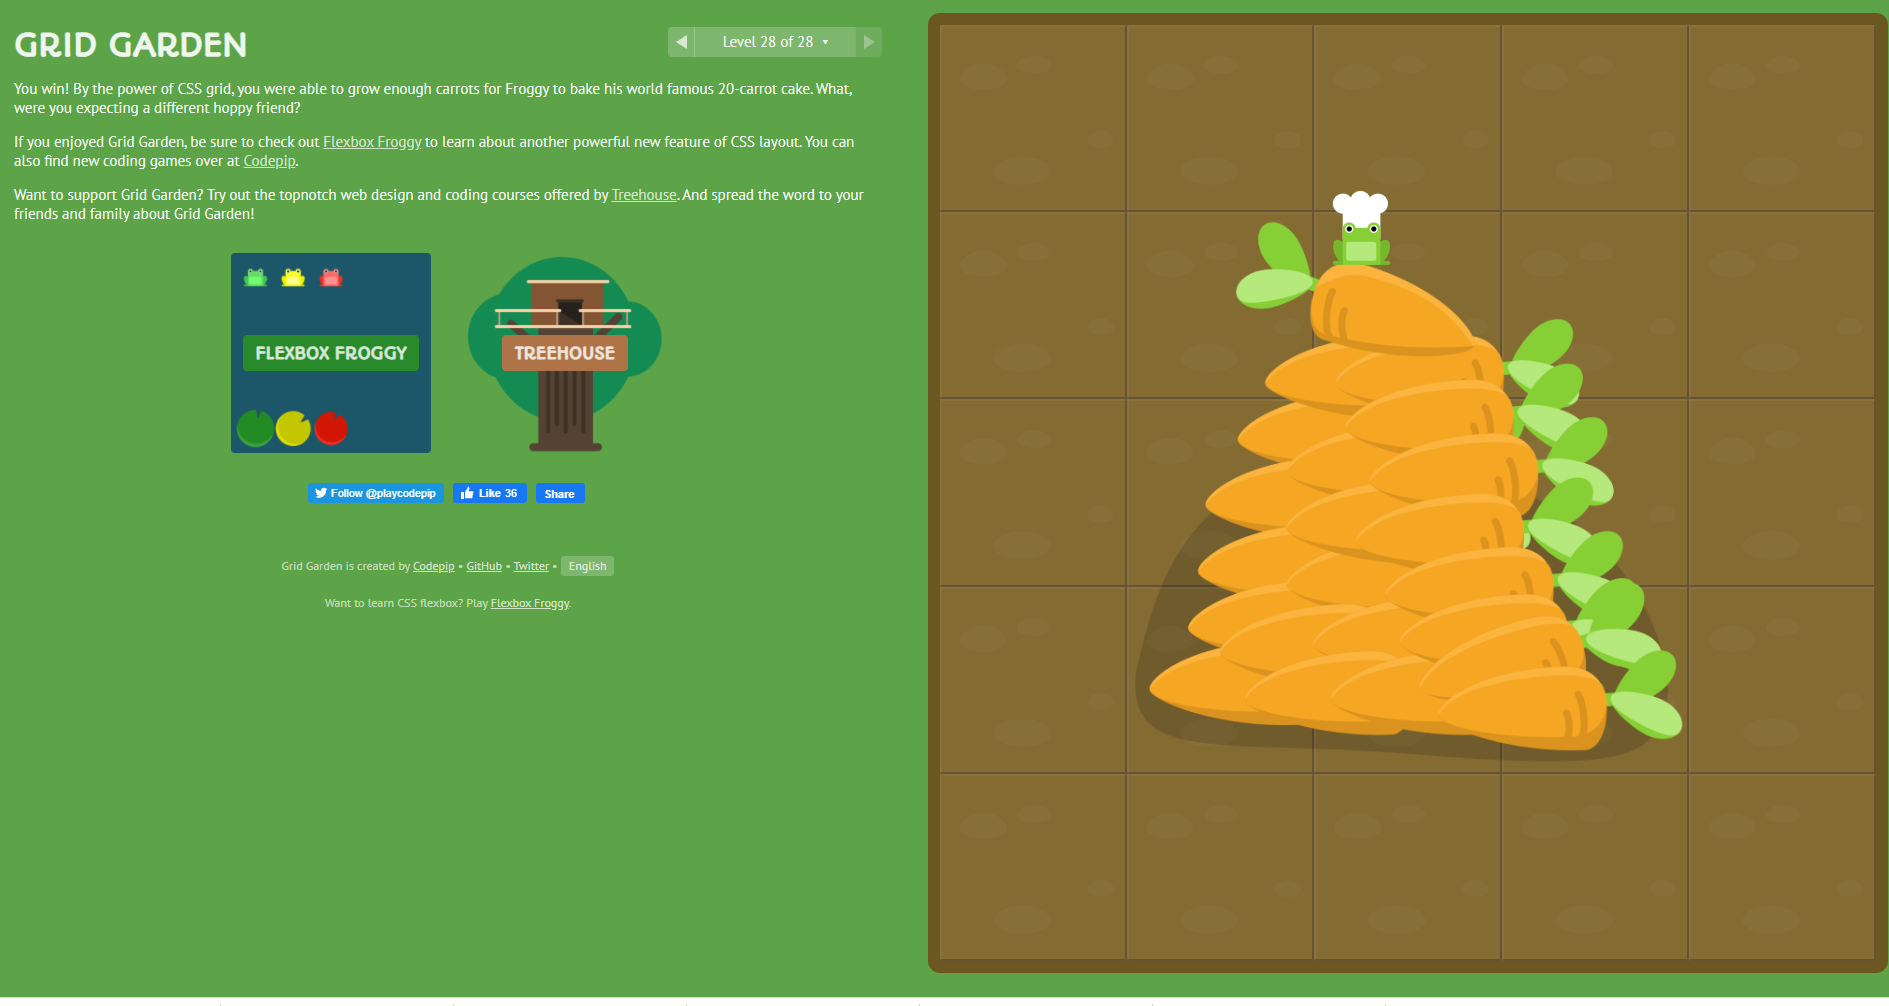 GRID GARDEN
Level 28 of 28
You win! By the power of CSS grid, you were able to grow enough carrots for Froggy to bake his world famous 20-carrot cake. What,
were you expecting a different hoppy friend?
If you enjoyed Grid Garden, be sure to check out Flexbox Froggy to learn about another powerful new feature of CSS layout. You can
also find new coding games over at Codepip.
Want to support Grid Garden? Try out the topnotch web design and coding courses offered by Treehouse. And spread the word to your
friends and family about Grid Garden!
FLEXBOX FROGGY
TREEHOUSE
Follow @playcodepip
Like 36
Share
Grid Garden is created by Codepip • GitHub • Twitter • English
Want to learn CSS flexbox? Play Flexbox Froggy.